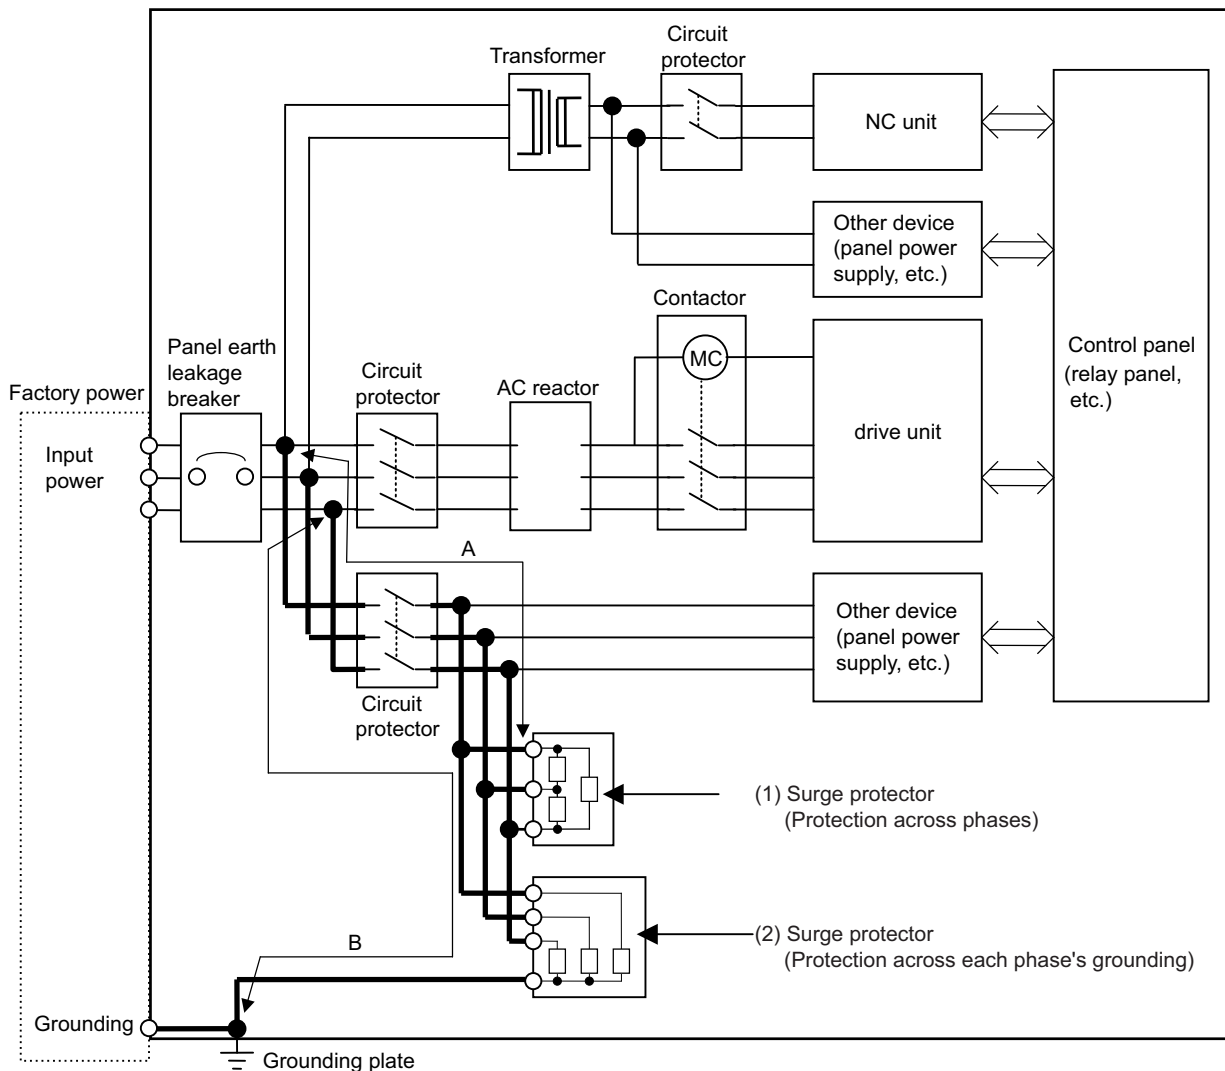 Circuit
protector
Transformer
NC unit
Other device
(panel power
supply, etc.)
Contactor
MC
Panel earth
leakage
breaker
Circuit
protector
AC reactor
Control panel
(relay panel,
etc.)
Factory power
drive unit
Input
power
A
Other device
(panel power
supply, etc.)
Circuit
protector
(1) Surge protector
(Protection across phases)
B
(2) Surge protector
(Protection across each phase's grounding)
Grounding
Grounding plate